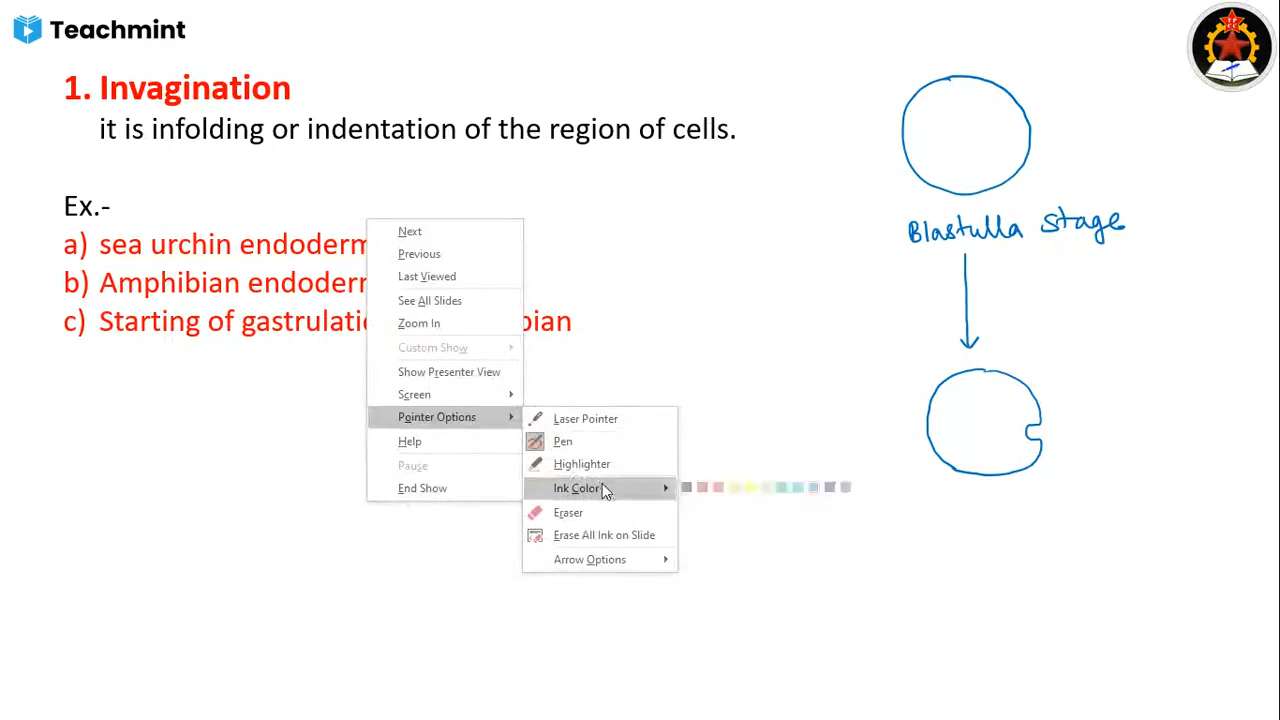 Teachmint
1. Invagination
it is infolding or indentation of the region of cells.
Ex.-
a) sea urchin endoderm
b) Amphibian endoderm
c) Starting of gastrulati bian
Next
Previous
Last Viewed
See All Slides
Zoom In
Custom Show
Show Presenter View
Screen
Pointer Options
Help
Pause
End Show
Laser Pointer
Pen
Highlighter
Ink Color
Eraser
Erase All Ink on Slide
Arrow Options
Blastulla stage